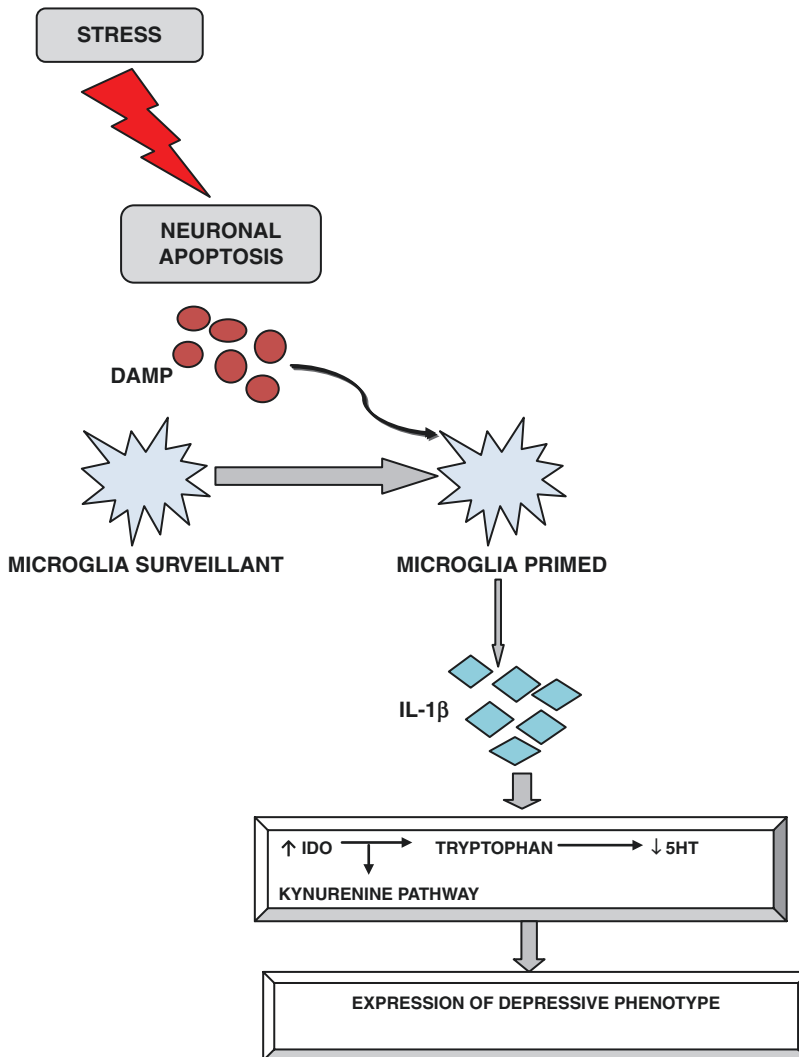 STRESS
NEURONAL
APOPTOSIS
DAMP
MICROGLIA SURVEILLANT
MICROGLIA PRIMED
IL-1β
↑ IDO TRYPTOPHAN ↓ 5HT
KYNURENINE PATHWAY
EXPRESSION OF DEPRESSIVE PHENOTYPE